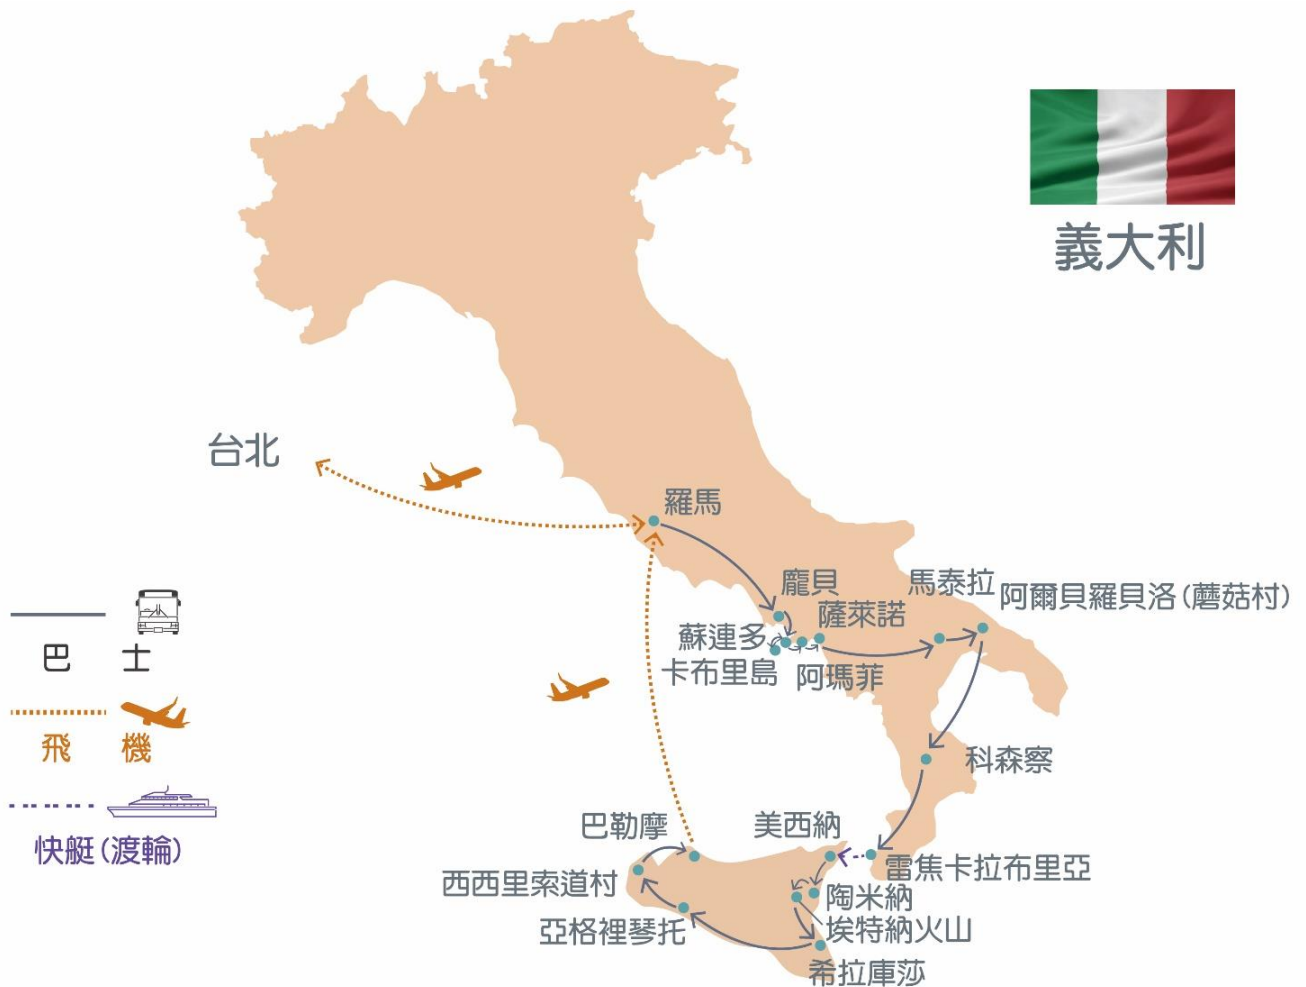 義大利
台北
羅馬
龐貝
馬泰拉
阿爾貝羅貝洛(蘑菇村)
薩萊諾
蘇連多
卡布里島
阿瑪菲
巴士
飛機
快艇(渡輪)
科森察
巴勒摩
美西納
雷焦卡拉布里亞
西西里索道村
陶米納
亞格裡琴托
埃特納火山
希拉庫莎